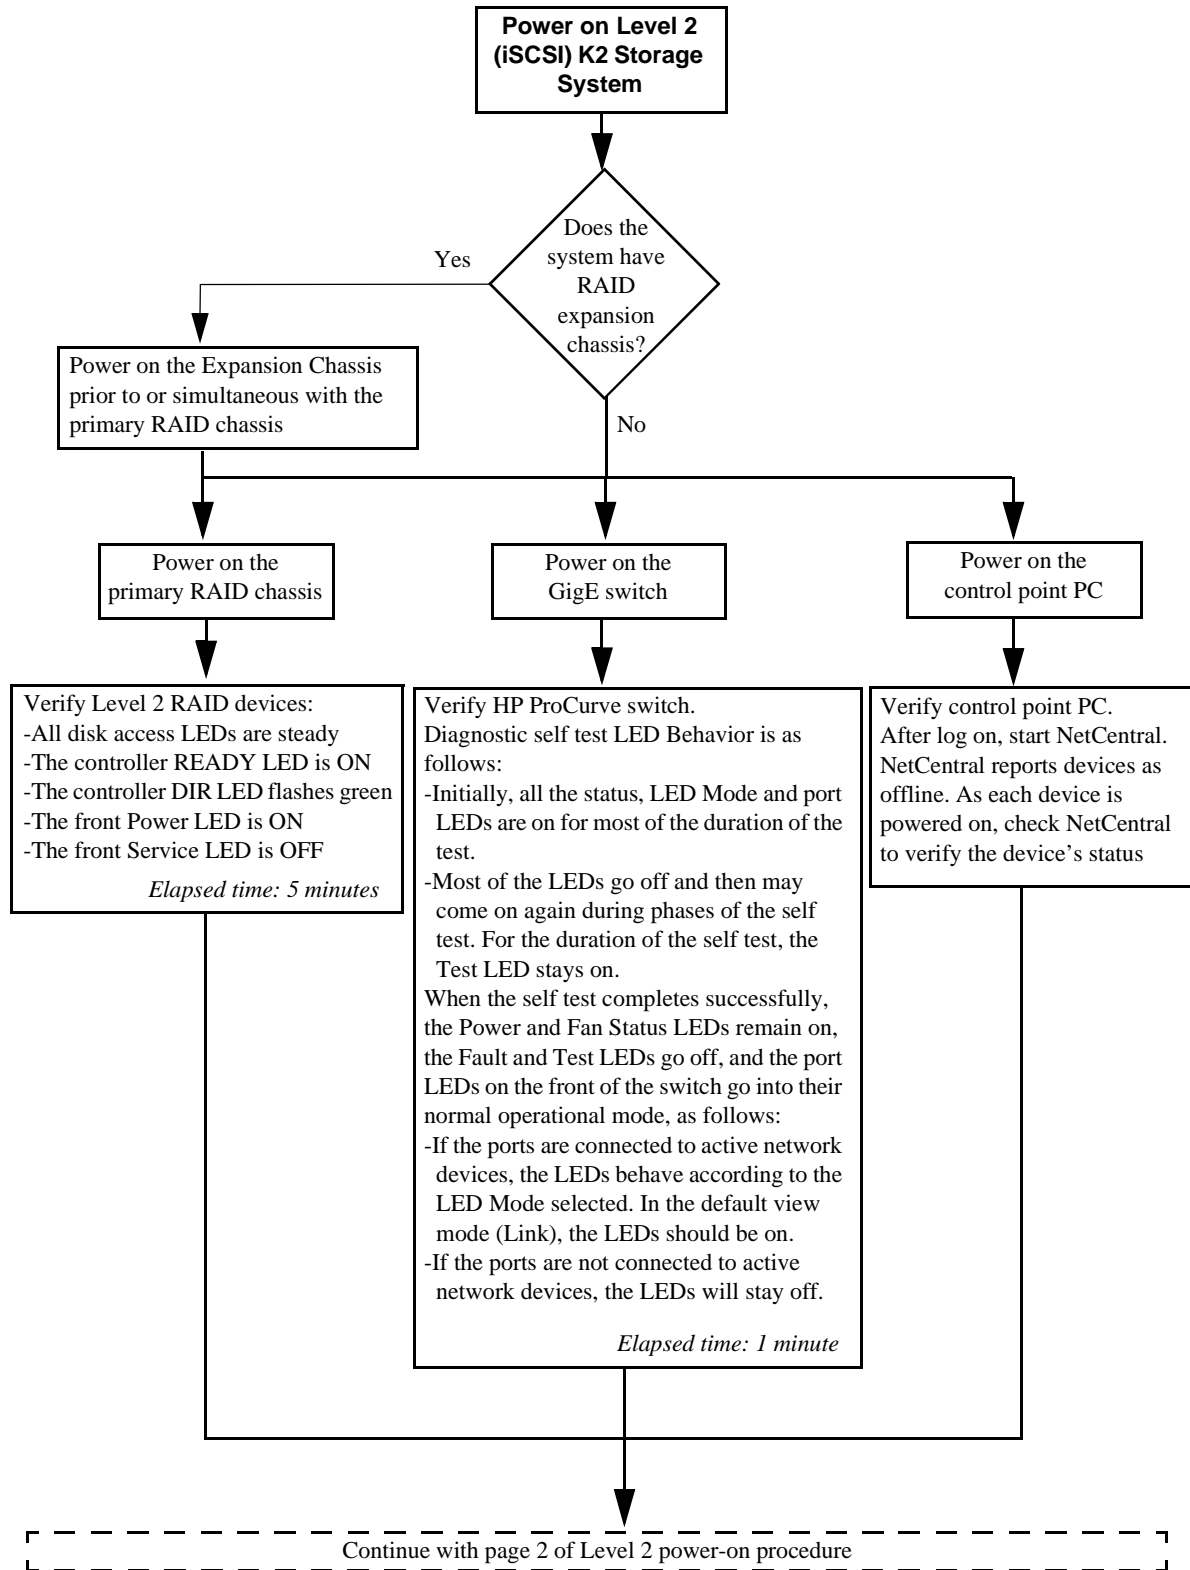 Power on Level 2
(iSCSI) K2 Storage
System
Does the
system have
RAID
expansion
chassis?
Yes
No
Power on the Expansion Chassis
prior to or simultaneous with the
primary RAID chassis
Power on the
primary RAID chassis
Power on the
GigE switch
Power on the
control point PC
Verify Level 2 RAID devices:
-All disk access LEDs are steady
-The controller READY LED is ON
-The controller DIR LED flashes green
-The front Power LED is ON
-The front Service LED is OFF
Elapsed time: 5 minutes
Verify HP ProCurve switch.
Diagnostic self test LED Behavior is as
follows:
-Initially, all the status, LED Mode and port
LEDs are on for most of the duration of the
test.
-Most of the LEDs go off and then may
come on again during phases of the self
test. For the duration of the self test, the
Test LED stays on.
When the self test completes successfully,
the Power and Fan Status LEDs remain on,
the Fault and Test LEDs go off, and the port
LEDs on the front of the switch go into their
normal operational mode, as follows:
-If the ports are connected to active network
devices, the LEDs behave according to the
LED Mode selected. In the default view
mode (Link), the LEDs should be on.
-If the ports are not connected to active
network devices, the LEDs will stay off.
Elapsed time: 1 minute
Verify control point PC.
After log on, start NetCentral.
NetCentral reports devices as
offline. As each device is
powered on, check NetCentral
to verify the device’s status
Continue with page 2 of Level 2 power-on procedure